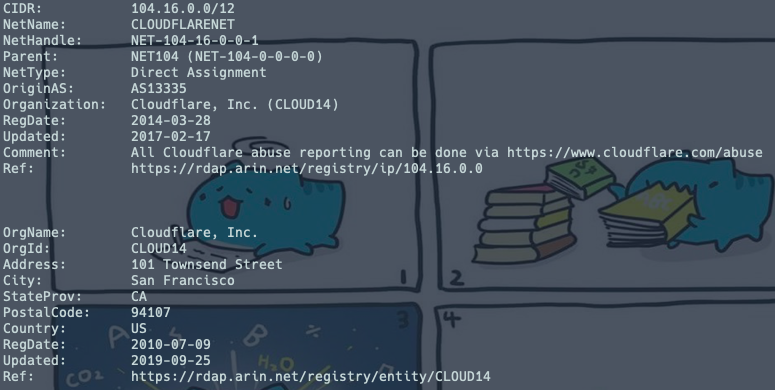 CIDR:           104.16.0.0/12
NetName:        CLOUDFLARENET
NetHandle:      NET-104-16-0-0-1
Parent:         NET104 (NET-104-0-0-0-0)
NetType:        Direct Assignment
OriginAS:       AS13335
Organization:   Cloudflare, Inc. (CLOUD14)
RegDate:        2014-03-28
Updated:        2017-02-17
Comment:        All Cloudflare abuse reporting can be done via https://www.cloudflare.com/abuse
Ref:            https://rdap.arin.net/registry/ip/104.16.0.0
OrgName:        Cloudflare, Inc.
OrgId:          CLOUD14
Address:        101 Townsend Street
City:           San Francisco
StateProv:      CA
PostalCode:     94107
Country:        US
RegDate:        2010-07-09
Updated:        2019-09-25
Ref:            https://rdap.arin.net/registry/entity/CLOUD14
1
2
3
4
A
B
÷
H₂O
CO2